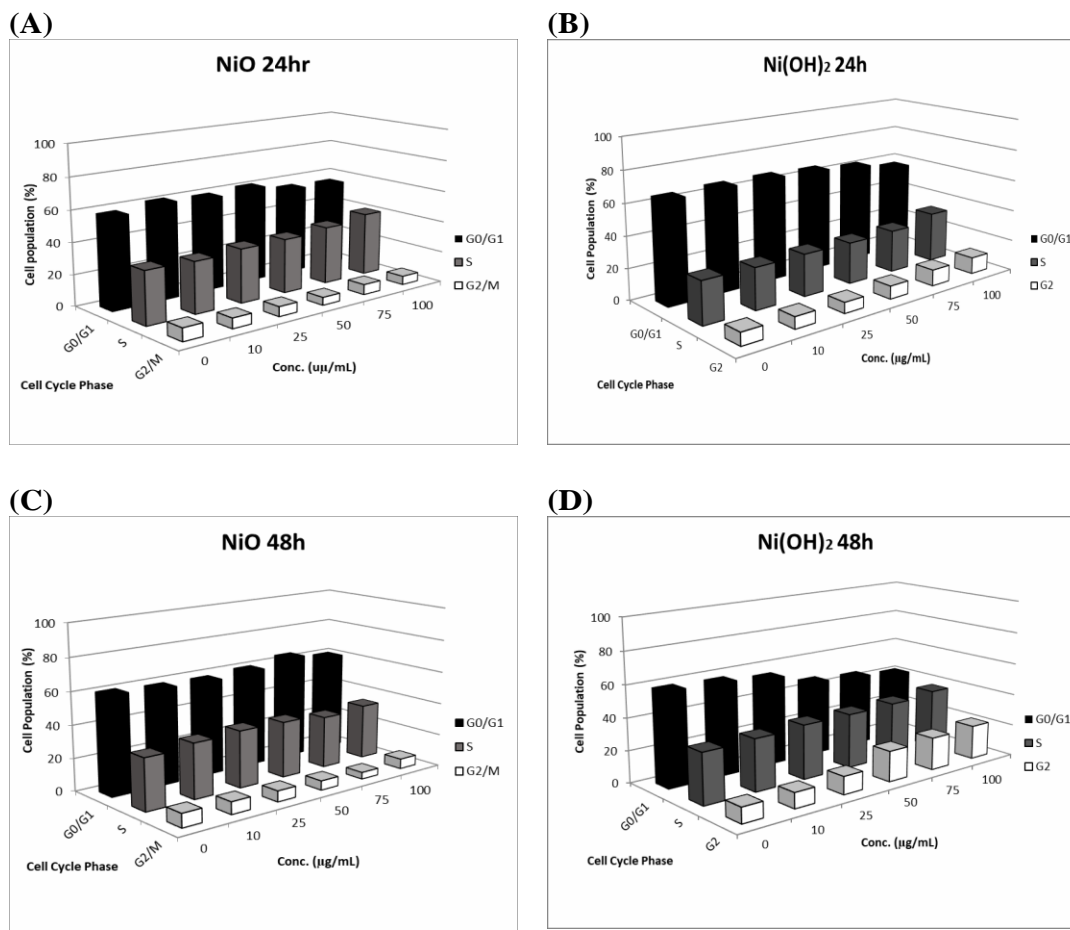 (A)
NiO 24hr
Cell population (%)
100
80
60
40
20
0
G0/G1
S
G2/M
Cell Cycle Phase
0
10
25
50
75
100
Conc. (uμ/mL)
G0/G1
S
G2/M
(B)
Ni(OH)₂ 24h
Cell Population (%)
100
80
60
40
20
0
G0/G1
S
G2
Cell Cycle Phase
0
10
25
50
75
100
Conc. (μg/mL)
G0/G1
S
G2
(C)
NiO 48h
Cell Population (%)
100
80
60
40
20
0
G0/G1
S
G2/M
Cell Cycle Phase
0
10
25
50
75
100
Conc. (μg/mL)
G0/G1
S
G2/M
(D)
Ni(OH)₂ 48h
Cell Population (%)
100
80
60
40
20
0
G0/G1
S
G2
Cell Cycle Phase
0
10
25
50
75
100
Conc. (μg/mL)
G0/G1
S
G2